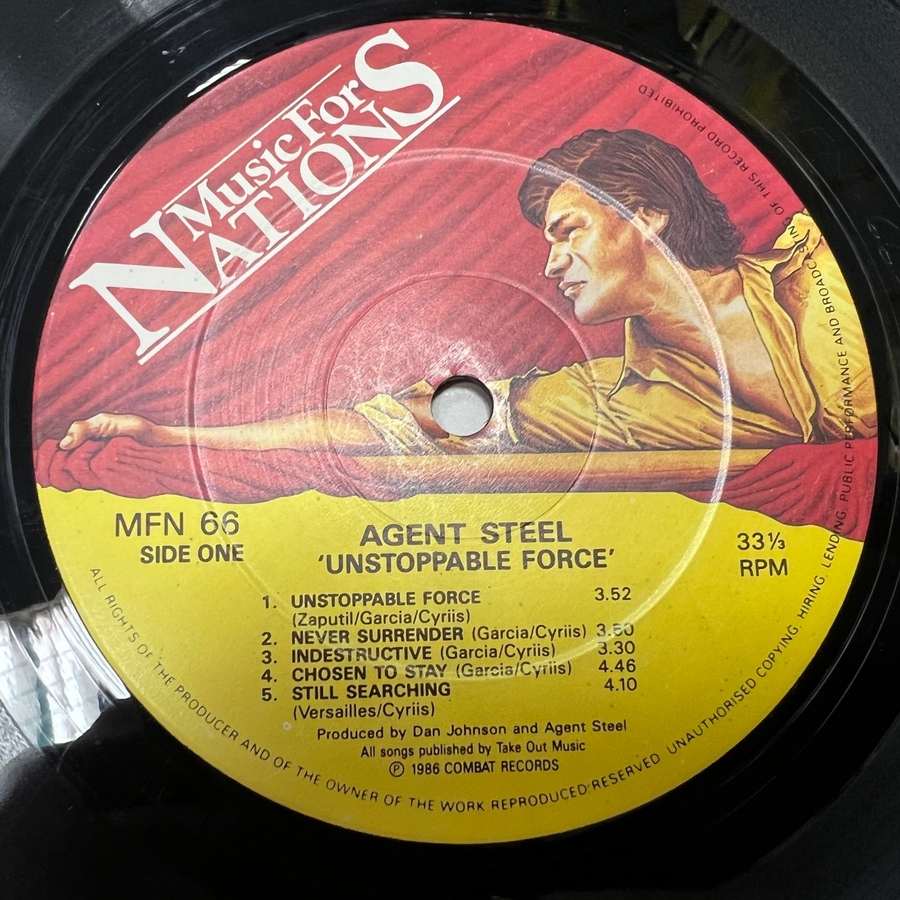 Music For
NATIONS
MFN 66
SIDE ONE
AGENT STEEL
'UNSTOPPABLE FORCE'
33⅓
RPM
1. UNSTOPPABLE FORCE 3.52
(Zaputil/Garcia/Cyriis)
2. NEVER SURRENDER (Garcia/Cyriis) 3.50
3. INDESTRUCTIVE (Garcia/Cyriis) 3.30
4. CHOSEN TO STAY (Garcia/Cyriis) 4.46
5. STILL SEARCHING 4.10
(Versailles/Cyriis)
Produced by Dan Johnson and Agent Steel
All songs published by Take Out Music
Ⓟ 1986 COMBAT RECORDS
ALL RIGHTS OF THE PRODUCER AND OF THE OWNER OF THE WORK REPRODUCED RESERVED UNAUTHORISED COPYING, HIRING, LENDING, PUBLIC PERFORMANCE AND BROADCASTING OF THIS RECORD PROHIBITED